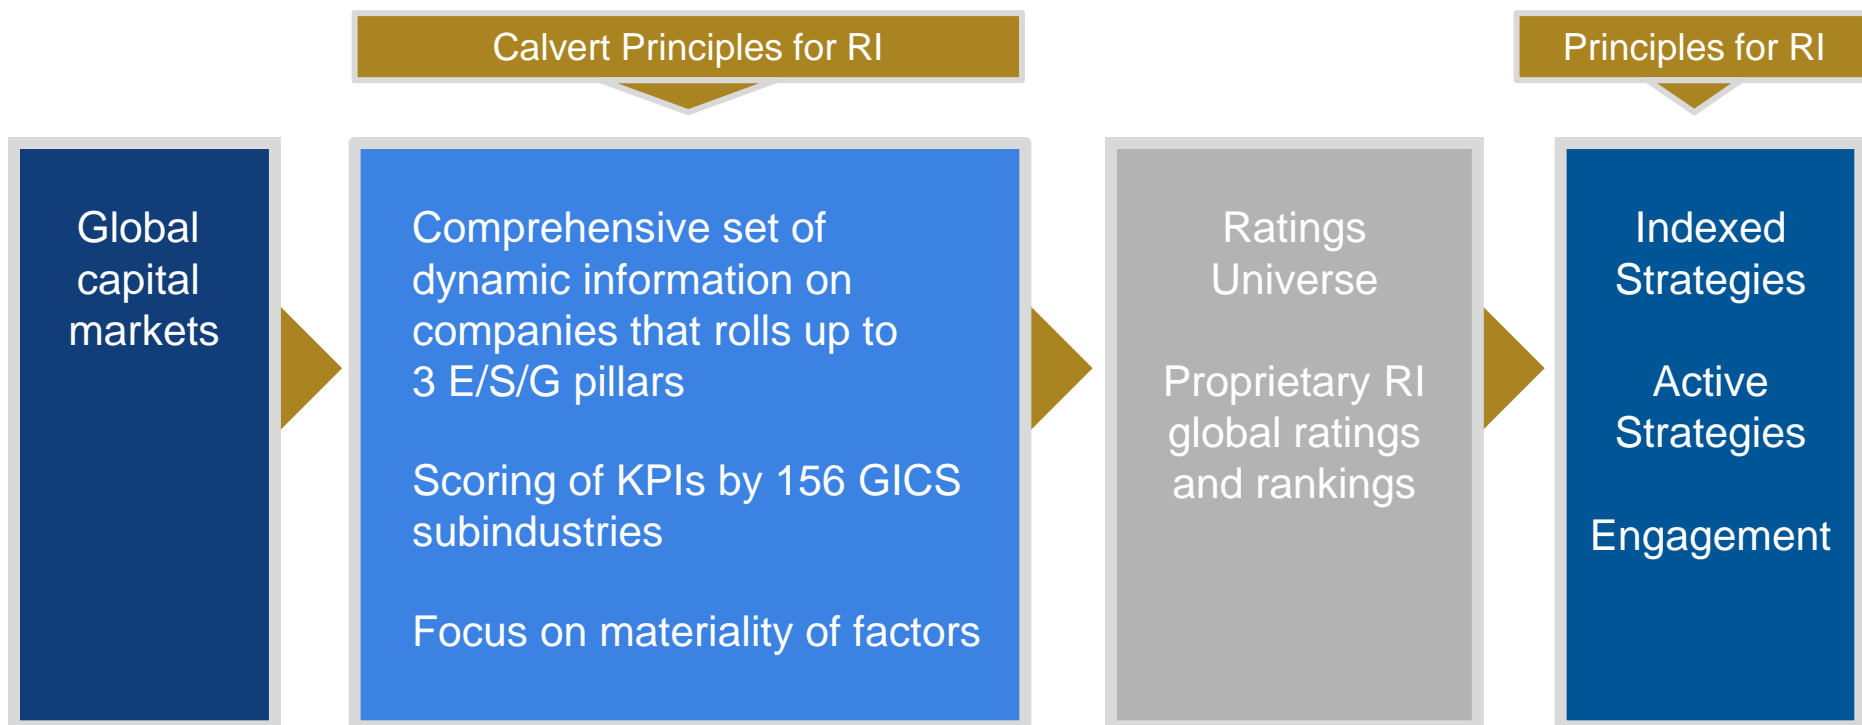 Calvert Principles for RI
Principles for RI
Global
capital
markets
Comprehensive set of
dynamic information on
companies that rolls up to
3 E/S/G pillars
Scoring of KPIs by 156 GICS
subindustries
Focus on materiality of factors
Ratings
Universe
Proprietary RI
global ratings
and rankings
Indexed
Strategies
Active
Strategies
Engagement